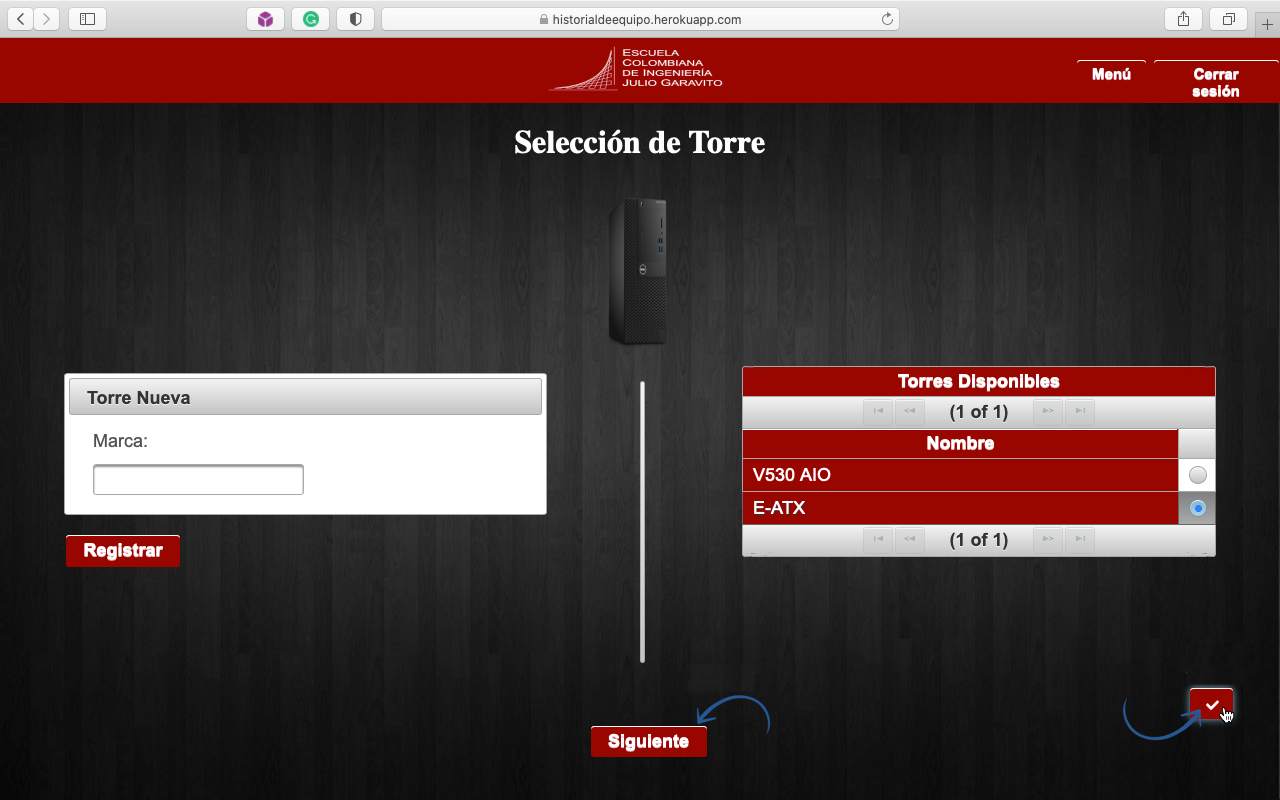 historialdeequipo.herokuapp.com
ESCUELA
COLOMBIANA
DE INGENIERÍA
JULIO GARAVITO
Menú
Cerrar
sesión
Selección de Torre
Torre Nueva
Marca:
Registrar
Torres Disponibles
(1 of 1)
Nombre
V530 AIO
E-ATX
(1 of 1)
Siguiente